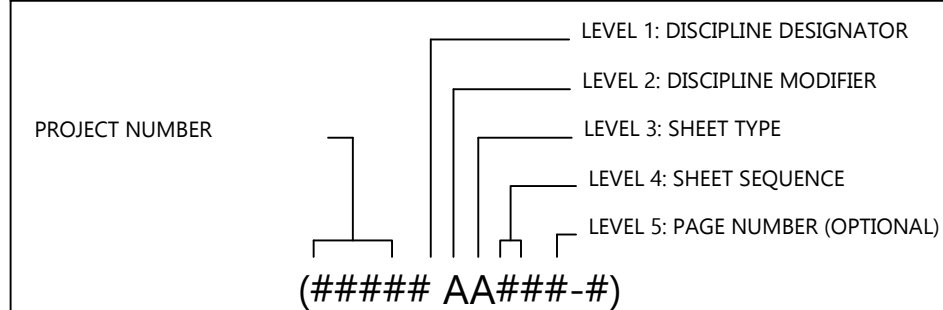 LEVEL 1: DISCIPLINE DESIGNATOR
LEVEL 2: DISCIPLINE MODIFIER
PROJECT NUMBER
LEVEL 3: SHEET TYPE
LEVEL 4: SHEET SEQUENCE
LEVEL 5: PAGE NUMBER (OPTIONAL)
(##### AA###-#)